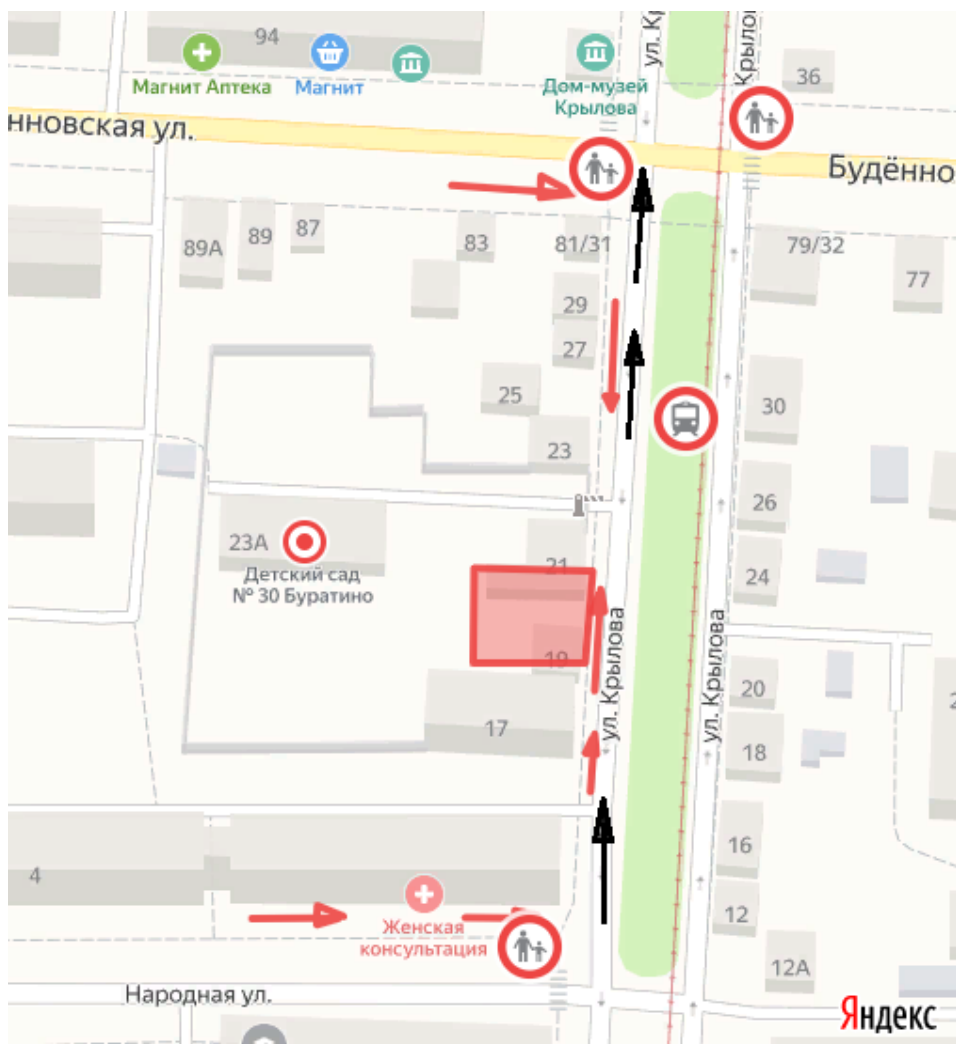 94
Магнит Аптека
Магнит
Дом-музей
Крылова
ул. Кр
Крылова
36
нновская ул.
Будённо
89А
89
87
83
81/31
79/32
77
29
27
25
23
30
26
24
23А
Детский сад
№ 30 Буратино
21
19
17
ул. Крылова
ул. Крылова
20
18
16
12
12А
2
4
Женская
консультация
Народная ул.
Яндекс